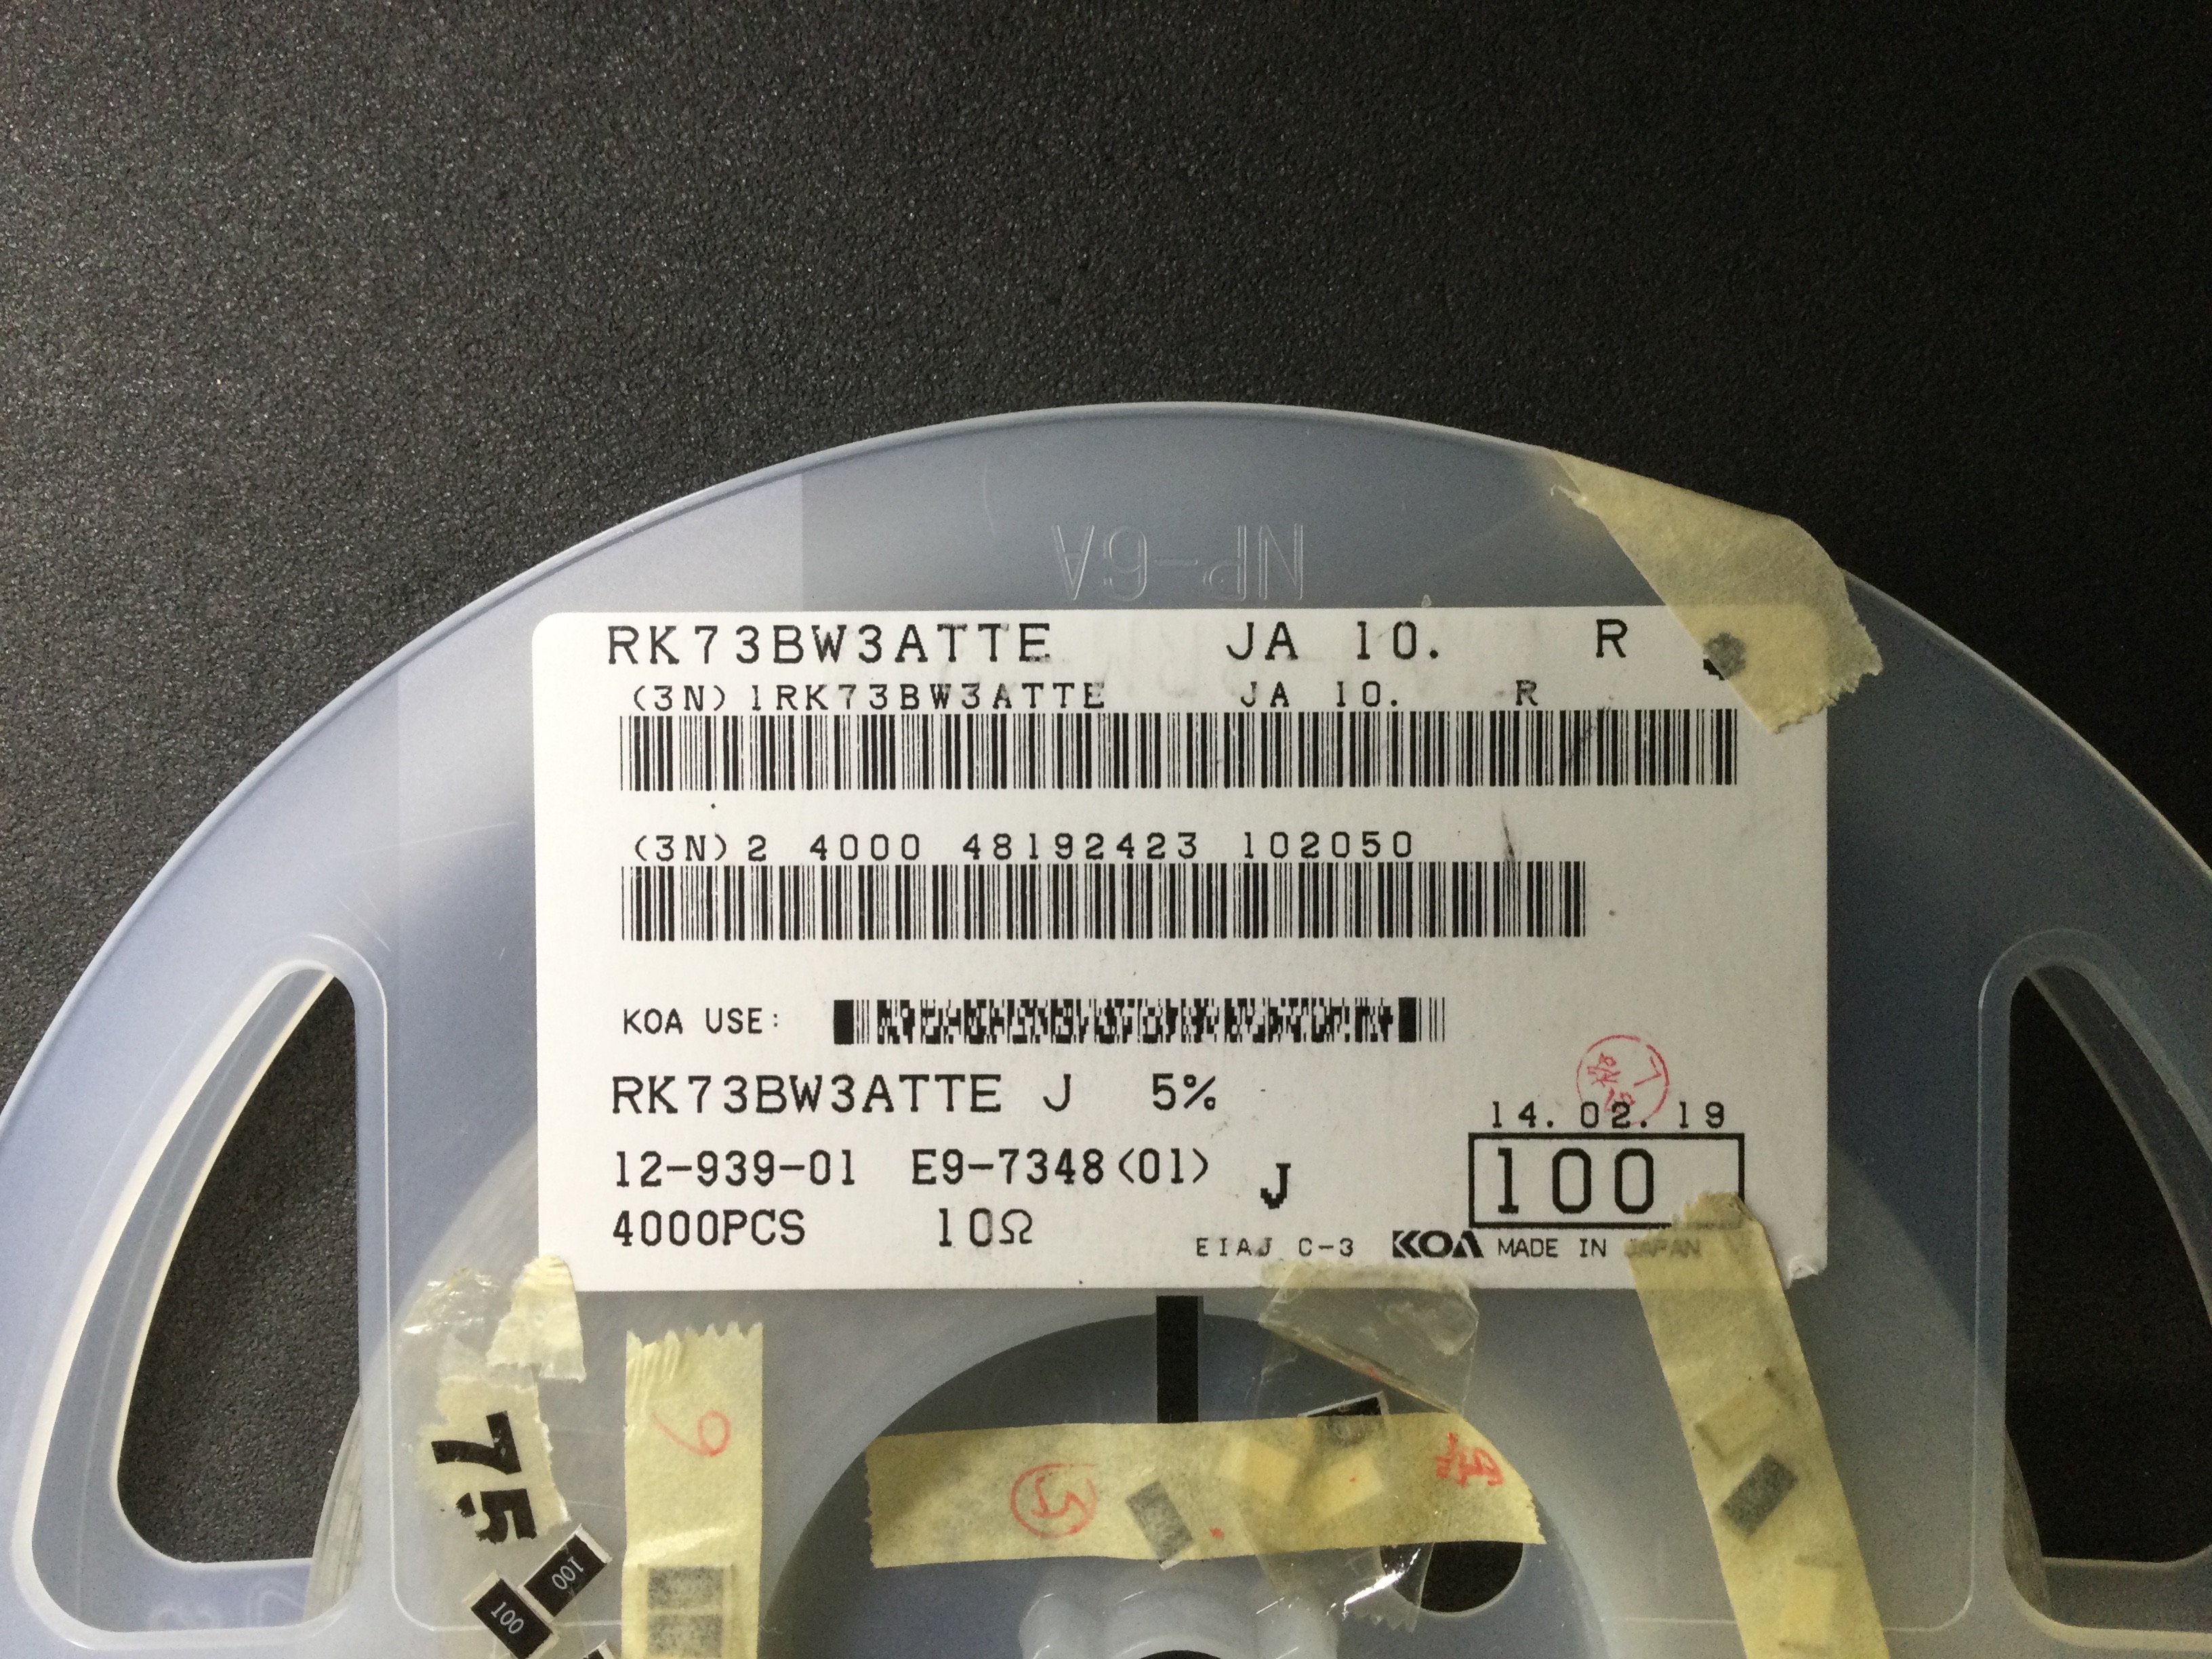 NP-6A
RK73BW3ATTE JA 10. R
(3N)1RK73BW3ATTE JA 10. R
(3N)2 4000 48192423 102050
KOA USE:
RK73BW3ATTE J 5%
14.02.19
12-939-01 E9-7348(01) J
100
4000PCS 10Ω
EIAJ C-3 KOA MADE IN JAPAN
75
9
100
100